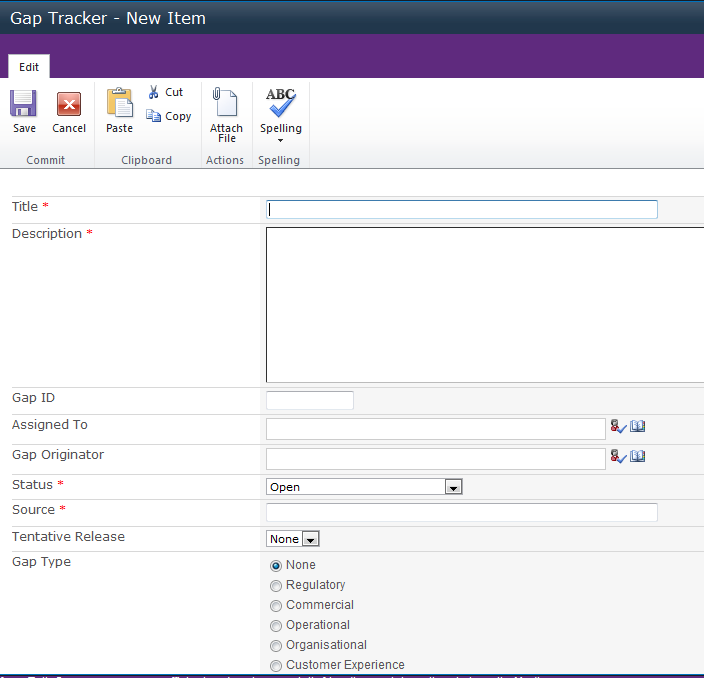 Gap Tracker - New Item
Edit
Save
Cancel
Paste
Cut
Copy
Attach File
ABC
Spelling
Commit
Clipboard
Actions
Spelling
Title *
Description *
Gap ID
Assigned To
Gap Originator
Status *
Open
Source *
Tentative Release
None
Gap Type
None
Regulatory
Commercial
Operational
Organisational
Customer Experience